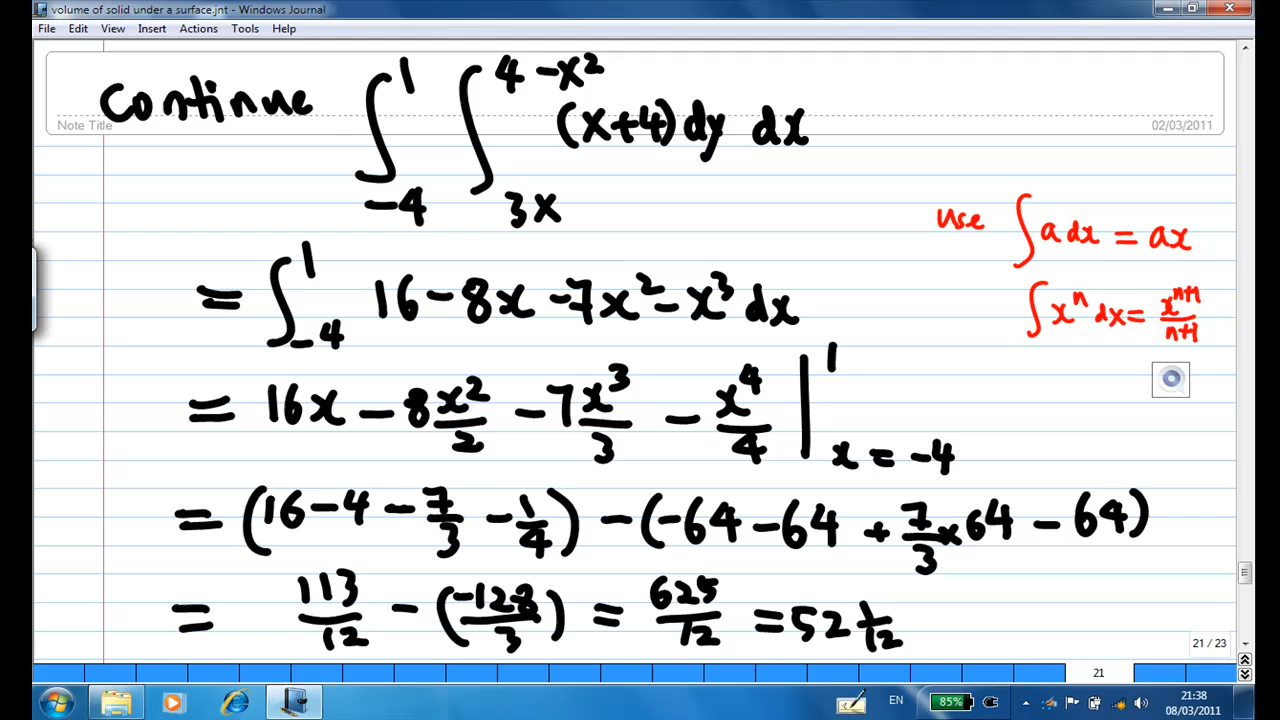 volume of solid under a surface.jnt - Windows Journal
File Edit View Insert Actions Tools Help
Continue ∫_{-4}^{1} ∫_{3x}^{4-x²} (x+4) dy dx
Note Title 02/03/2011
use ∫ a dx = ax
= ∫_{-4}^{1} 16 - 8x - 7x² - x³ dx
∫ xⁿ dx = x^{n+1}/n+1
= 16x - 8x²/2 - 7x³/3 - x⁴/4 |_{x = -4}^{1}
= (16 - 4 - 7/3 - 1/4) - (-64 - 64 + 7/3 × 64 - 64)
= 113/12 - (-128/3) = 625/12 = 52 1/12
21 / 23
21
EN 85% 21:38
08/03/2011